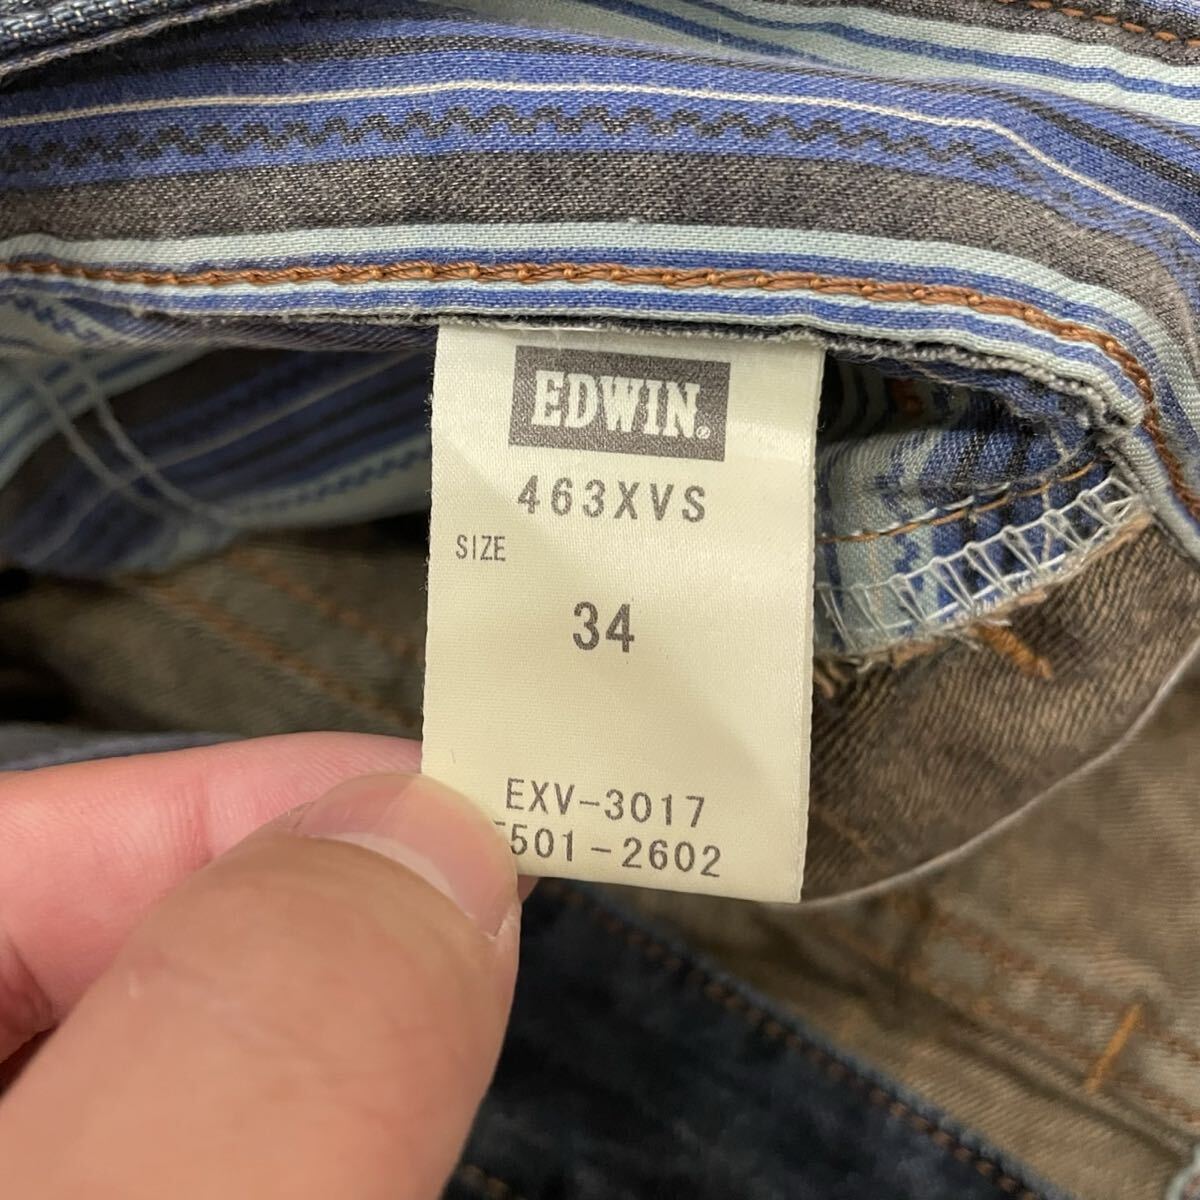 EDWIN®
463XVS
SIZE
34
EXV-3017
501-2602